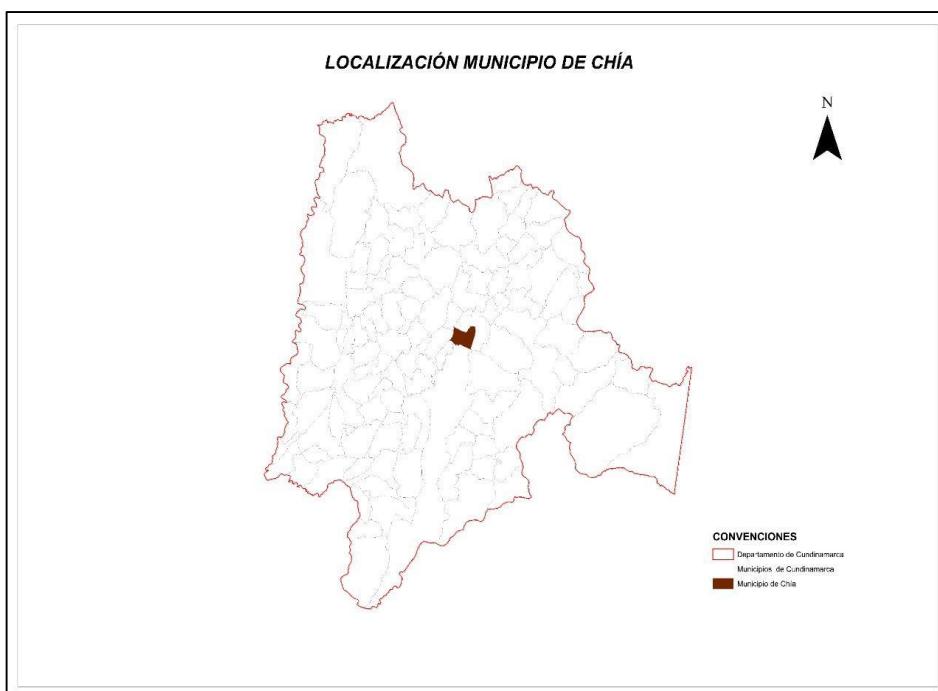 LOCALIZACIÓN MUNICIPIO DE CHÍA
N
CONVENCIONES
Departamento de Cundinamarca
Municipios de Cundinamarca
Municipio de Chía